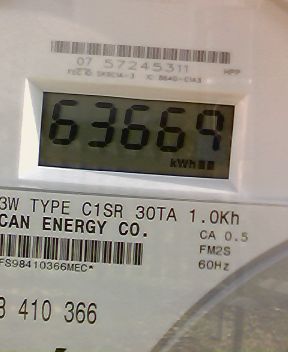 07 57245311
HPP
63669
kWh
3W TYPE C1SR 30TA 1.0Kh
CAN ENERGY CO.
CA 0.5
FM2S
60Hz
FS98410366MEC*
410 366